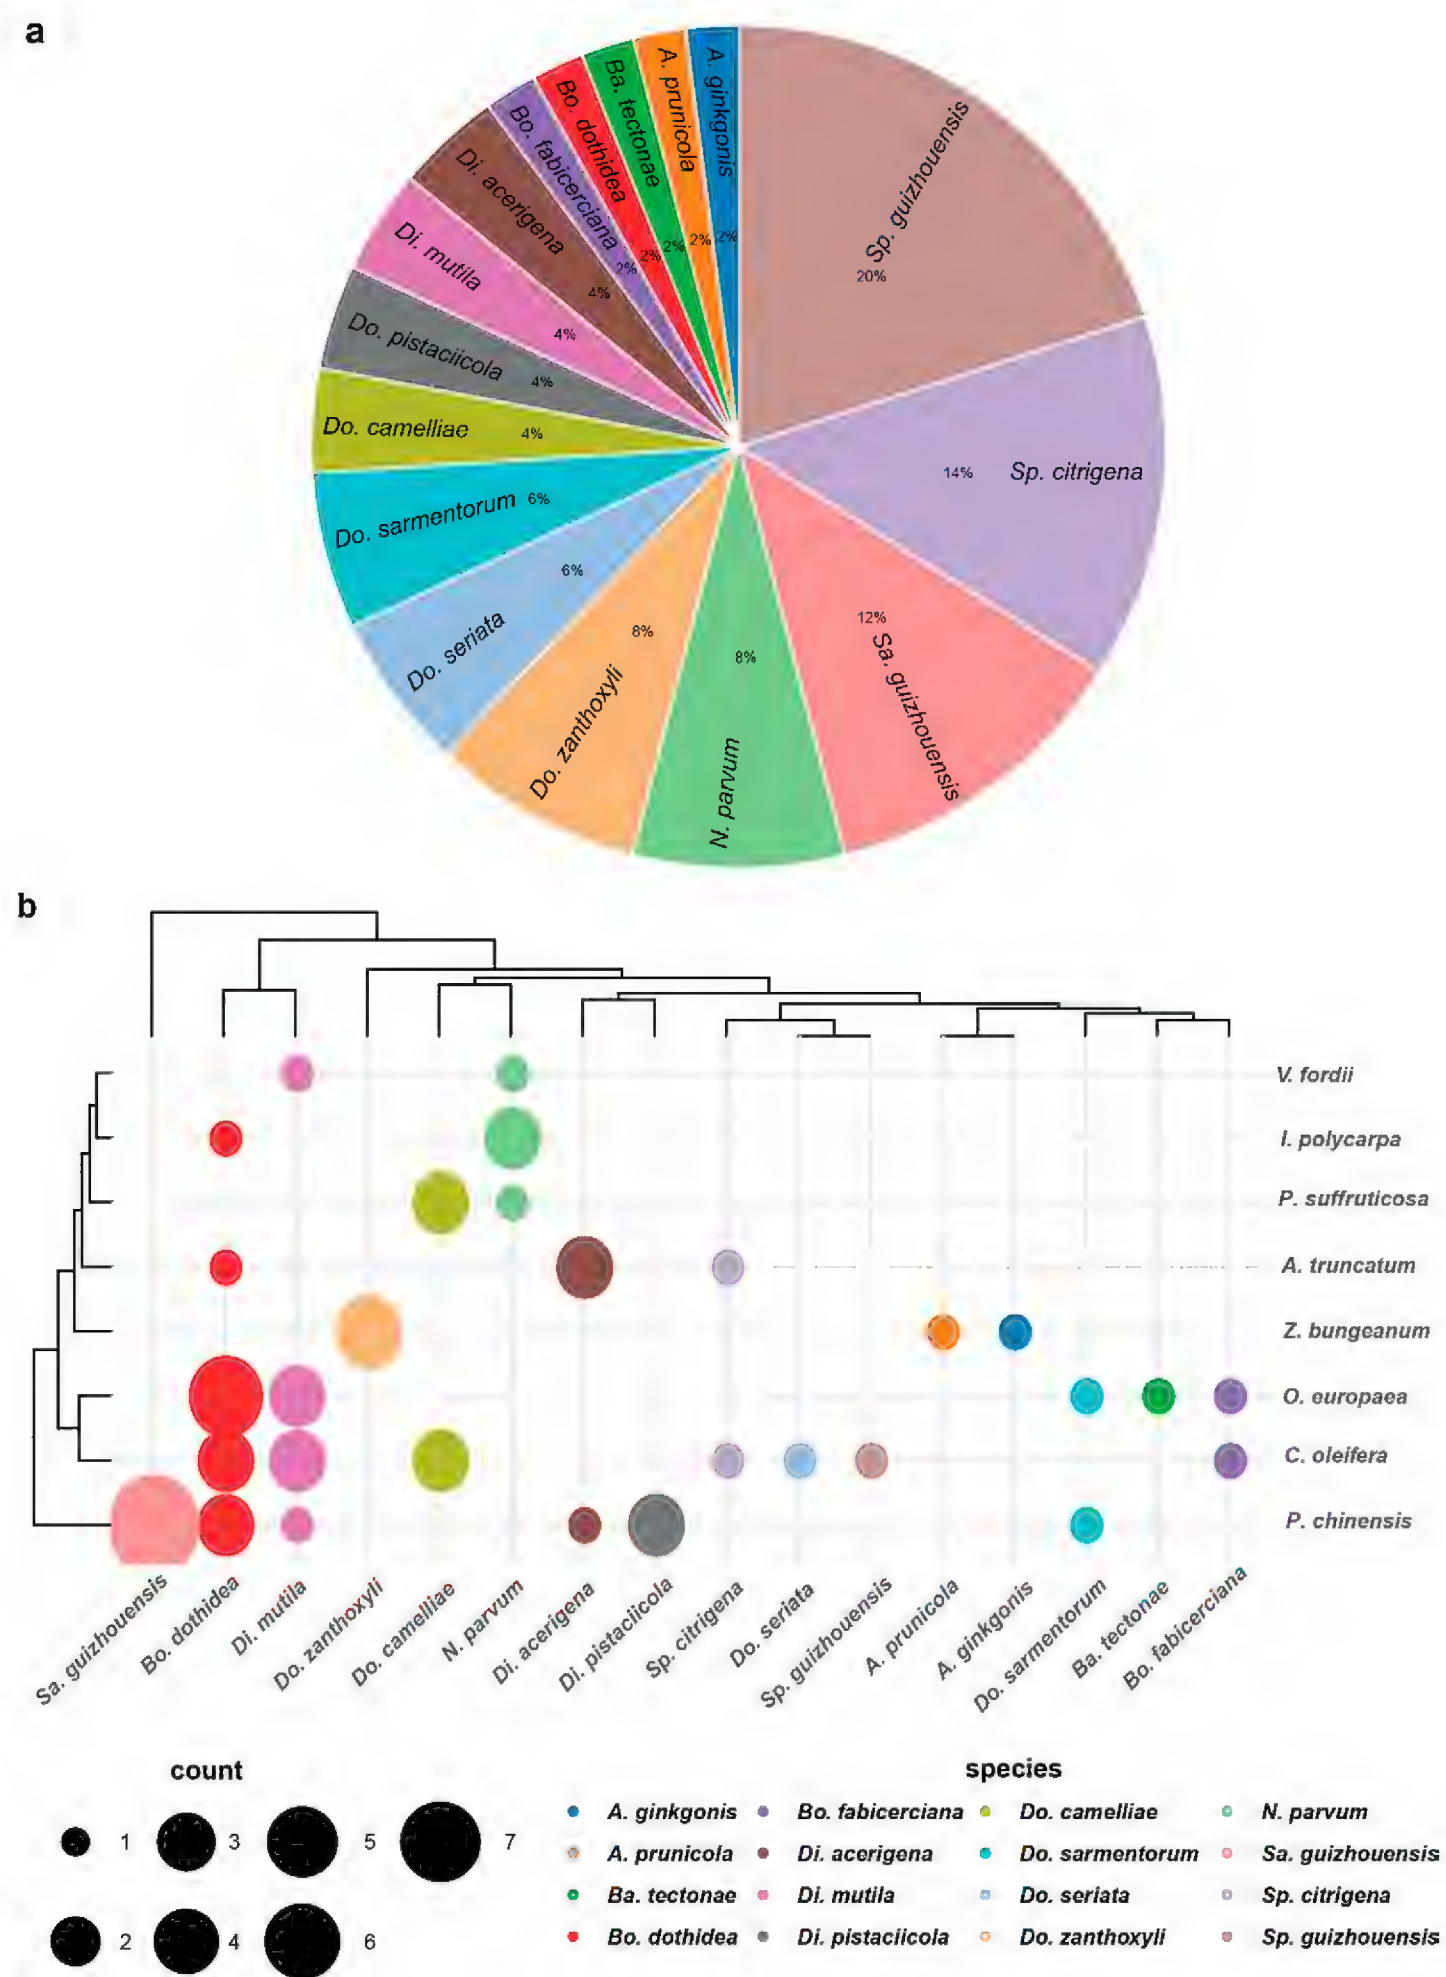 a
A. ginkgonis
2%
A. prunicola
2%
Ba. tectonae
2%
Bo. dothidea
2%
Bo. fabicerciana
2%
Di. acerigena
4%
Di. mutila
4%
Do. pistaciicola
4%
Do. camelliae
4%
Do. sarmentorum
6%
Do. seriata
6%
Do. zanthoxyli
8%
N. parvum
8%
Sa. guizhouensis
12%
Sp. citrigena
14%
Sp. guizhouensis
20%
b
V. fordii
I. polycarpa
P. suffruticosa
A. truncatum
Z. bungeanum
O. europaea
C. oleifera
P. chinensis
Sa. guizhouensis
Bo. dothidea
Di. mutila
Do. zanthoxyli
Do. camelliae
N. parvum
Di. acerigena
Di. pistaciicola
Sp. citrigena
Do. seriata
Sp. guizhouensis
A. prunicola
A. ginkgonis
Do. sarmentorum
Ba. tectonae
Bo. fabicerciana
count
1 3 5 7
2 4 6
species
A. ginkgonis Bo. fabicerciana Do. camelliae N. parvum
A. prunicola Di. acerigena Do. sarmentorum Sa. guizhouensis
Ba. tectonae Di. mutila Do. seriata Sp. citrigena
Bo. dothidea Di. pistaciicola Do. zanthoxyli Sp. guizhouensis